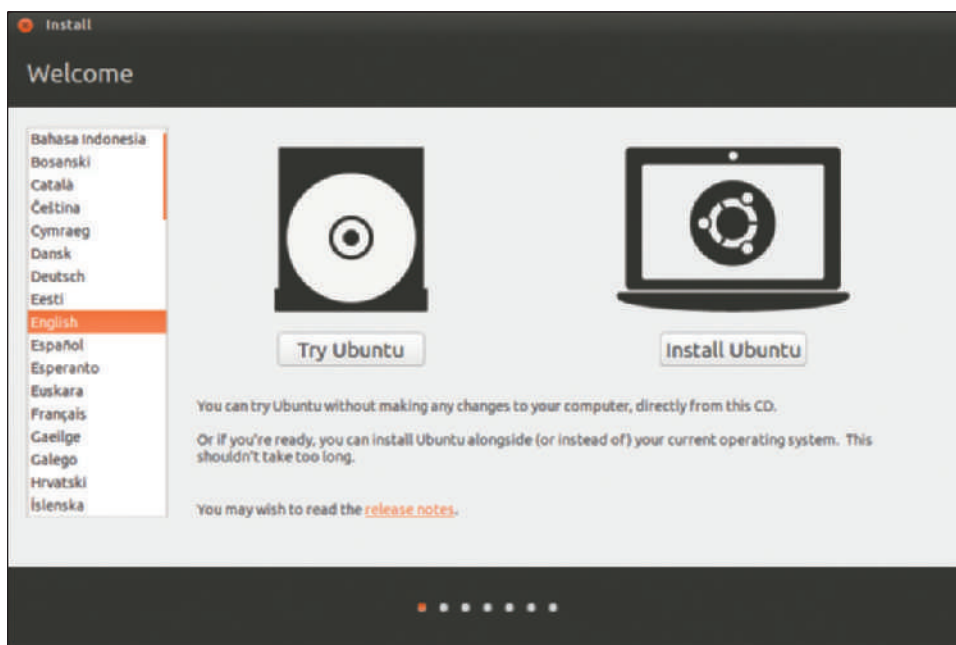 Install
Welcome
Bahasa Indonesia
Bosanski
Català
Čeština
Cymraeg
Dansk
Deutsch
Eesti
English
Español
Esperanto
Euskara
Français
Gaeilge
Galego
Hrvatski
Íslenska
Try Ubuntu
Install Ubuntu
You can try Ubuntu without making any changes to your computer, directly from this CD.
Or if you're ready, you can install Ubuntu alongside (or instead of) your current operating system. This
shouldn't take too long.
You may wish to read the release notes.